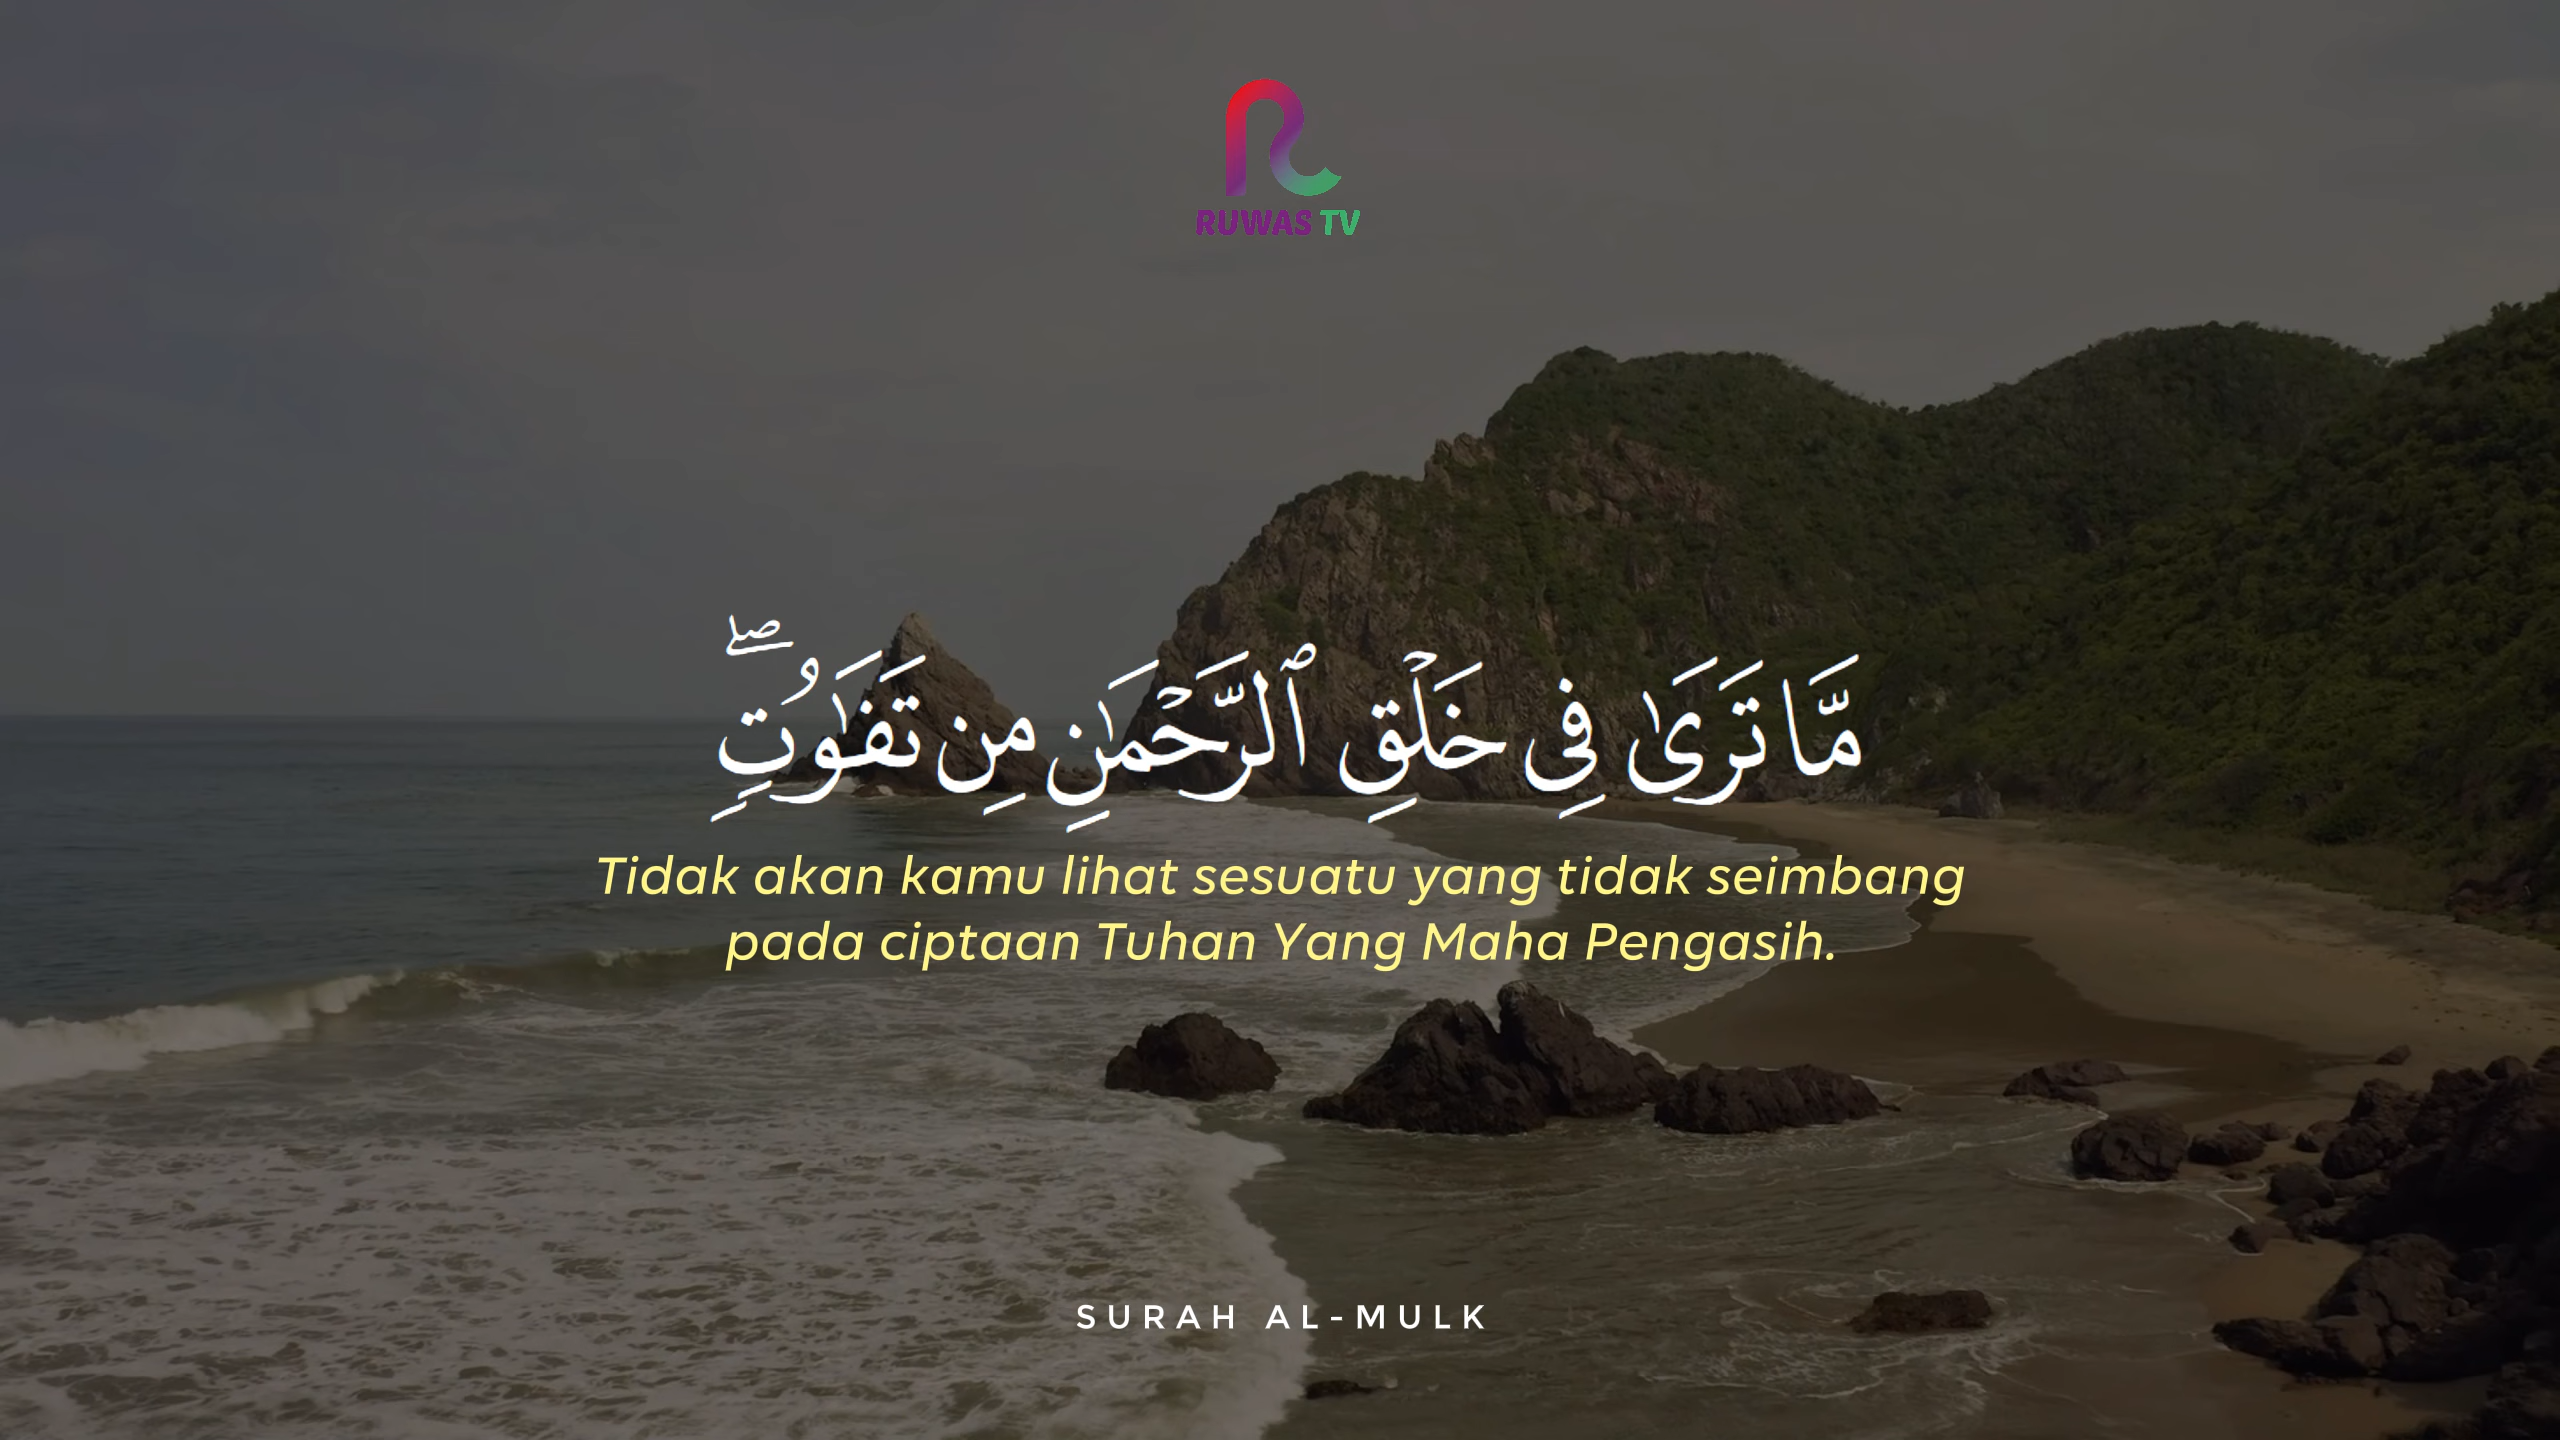 RUWAS TV
مَّا تَرَىٰ فِي خَلۡقِ ٱلرَّحۡمَٰنِ مِن تَفَٰوُتٖۖ
Tidak akan kamu lihat sesuatu yang tidak seimbang
pada ciptaan Tuhan Yang Maha Pengasih.
SURAH AL-MULK